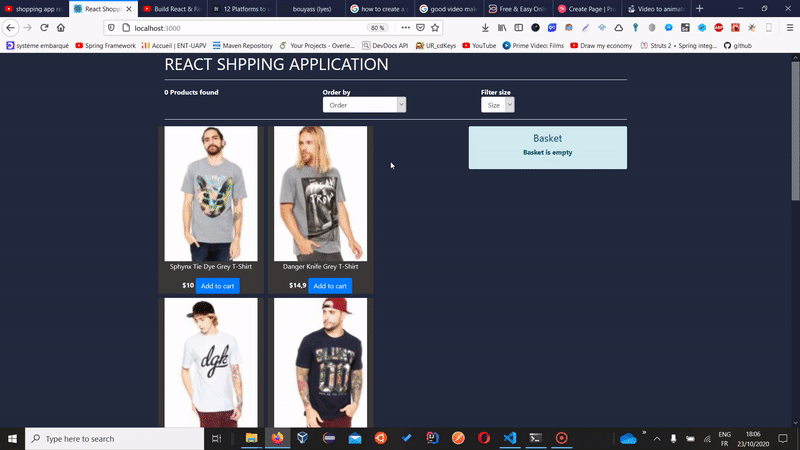 shopping app re
React Shoppi
Build React & Re
12 Platforms to u
bouyass (lyes)
how to create a g
good video make
Free & Easy Onli
Create Page | Pro
Video to animate
localhost:3000
80 %
système embarqué
Spring Framework
Accueil | ENT-UAPV
Maven Repository
Your Projects - Overle...
DevDocs API
UR_cdKeys
YouTube
Prime Video: Films
Draw my economy
Struts 2 + Spring integ...
github
REACT SHPPING APPLICATION
0 Products found
Order by
Filter size
Order
Size
Basket
Basket is empty
Sphynx Tie Dye Grey T-Shirt
Danger Knife Grey T-Shirt
$10 Add to cart
$14,9 Add to cart
dgk
00
Type here to search
ENG
FR
18:06
23/10/2020